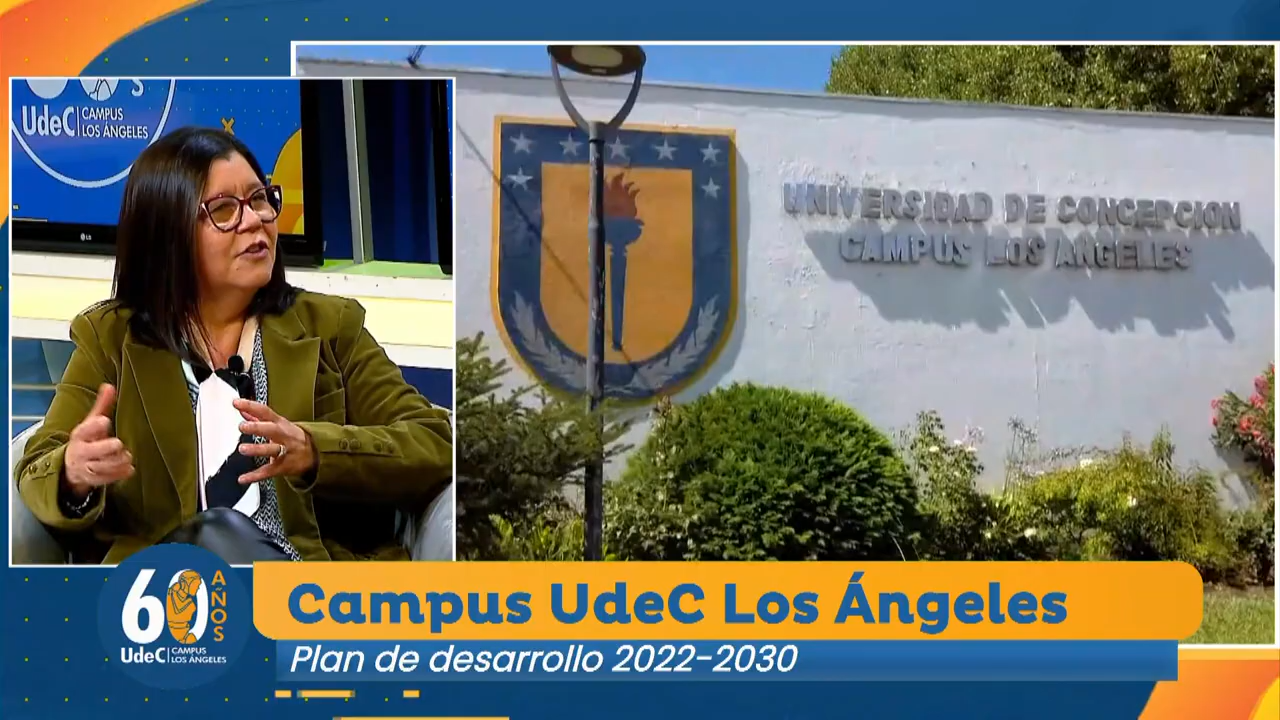 UdeC
CAMPUS
LOS ÁNGELES
LG
UNIVERSIDAD DE CONCEPCION
CAMPUS LOS ANGELES
60
AÑOS
UdeC
CAMPUS
LOS ÁNGELES
Campus UdeC Los Ángeles
Plan de desarrollo 2022-2030